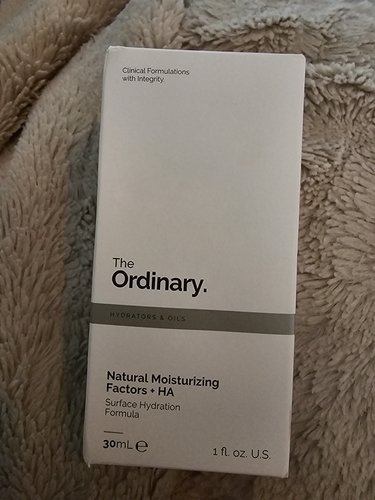 Clinical Formulations
with Integrity.
The
Ordinary.
HYDRATORS & OILS
Natural Moisturizing
Factors + HA
Surface Hydration
Formula
30mL ℮
1 fl. oz. U.S.